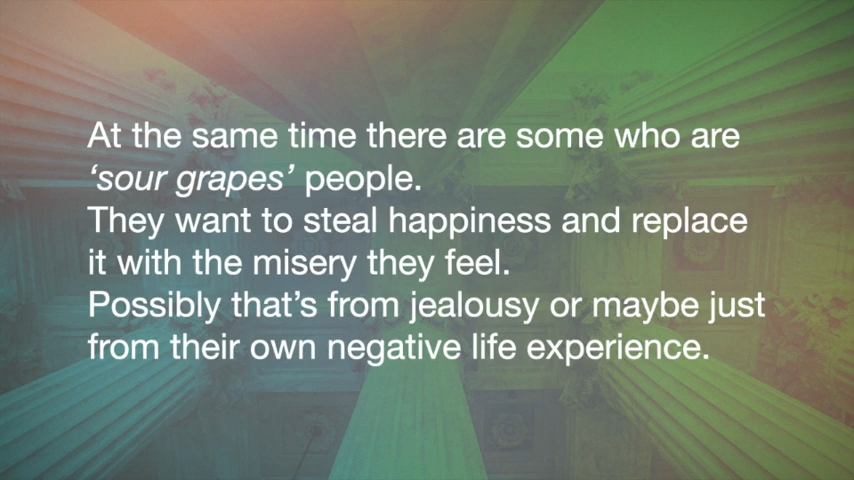 At the same time there are some who are
‘sour grapes’ people.
They want to steal happiness and replace
it with the misery they feel.
Possibly that’s from jealousy or maybe just
from their own negative life experience.